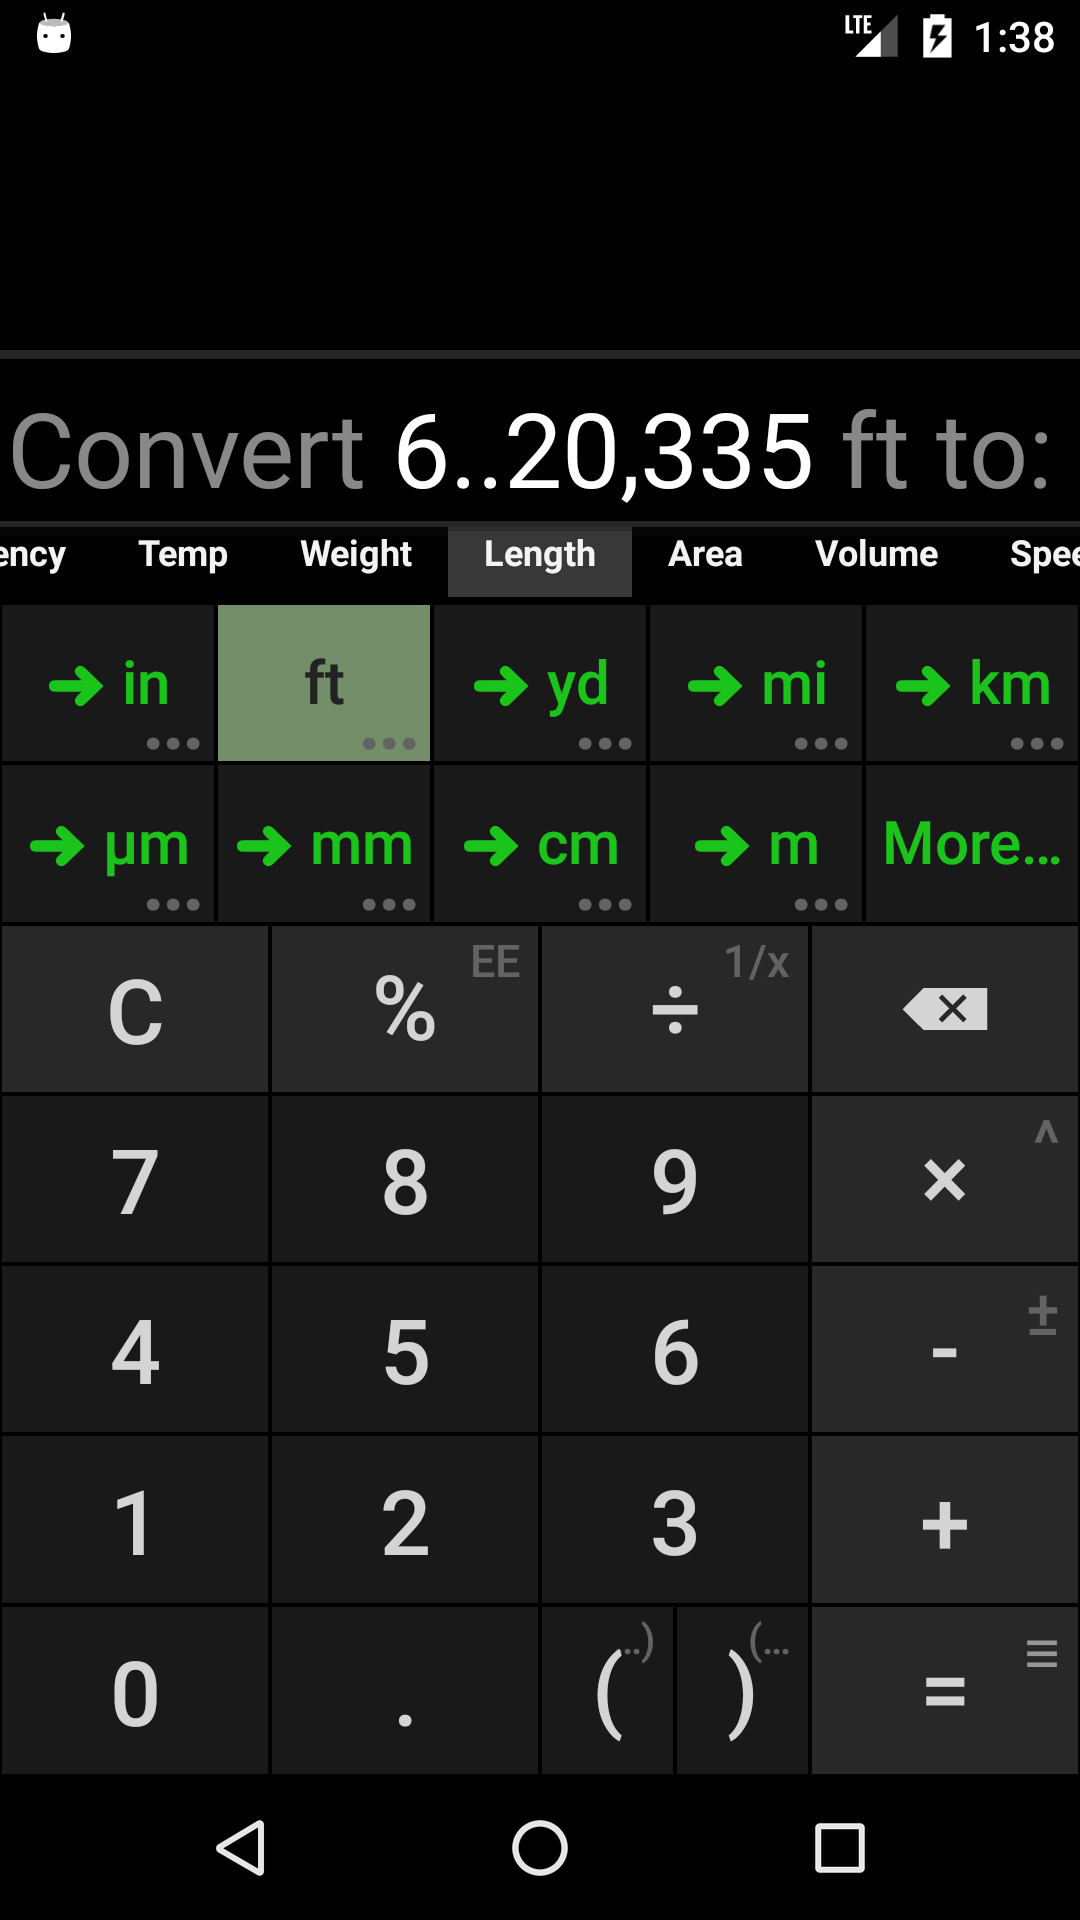 LTE 1:38
Convert 6..20,335 ft to:
ency Temp Weight Length Area Volume Spee
in ft yd mi km
µm mm cm m More...
C % EE ÷ 1/x
7 8 9 × ^
4 5 6 - ±
1 2 3 +
0 . ( ..) ) (... =